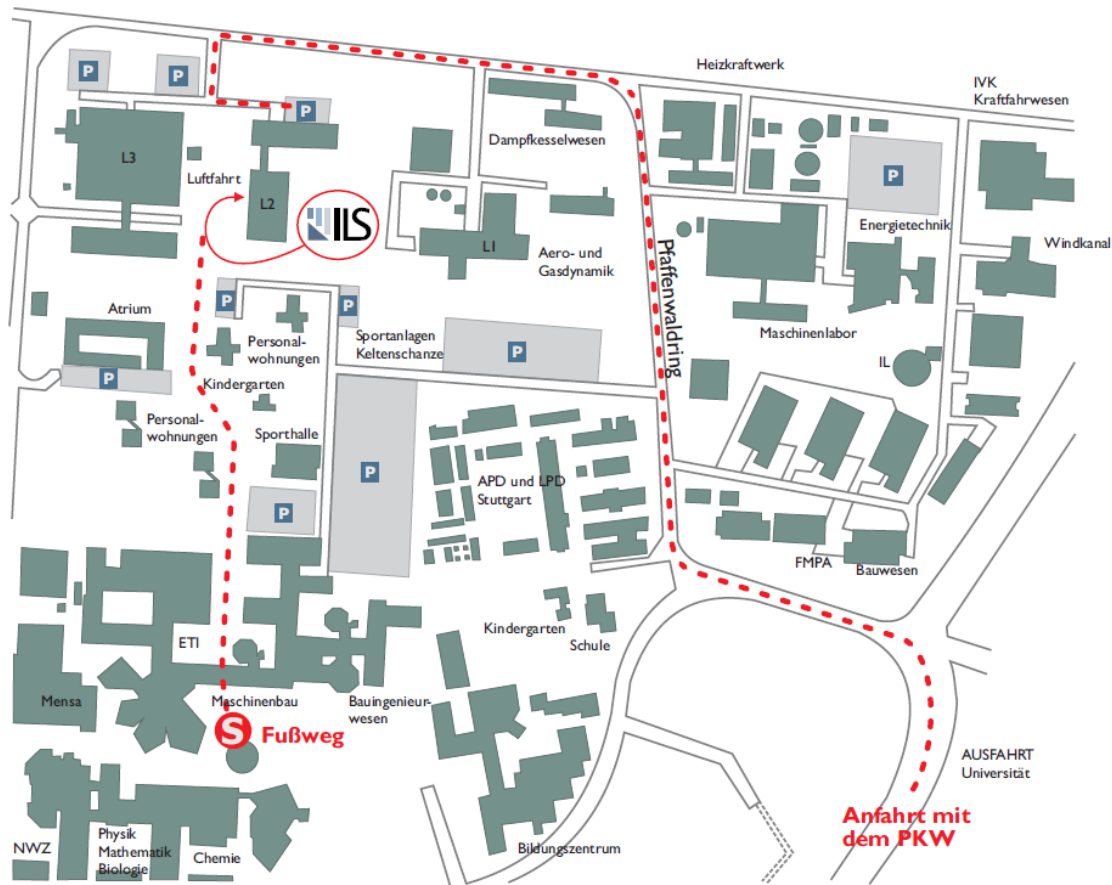 Heizkraftwerk
IVK
Kraftfahrwesen
P
P
P
Dampfkesselwesen
L3
Luftfahrt
L2
ILS
L1
Aero- und
Gasdynamik
P
Energietechnik
Windkanal
Pfaffenwaldring
Maschinenlabor
P
P
Atrium
Personal-
wohnungen
Sportanlagen
Keltenschanze
P
IL
P
Kindergarten
Personal-
wohnungen
Sporthalle
P
P
APD und LPD
Stuttgart
FMPA
Bauwesen
Kindergarten
Schule
ETI
Mensa
Maschinenbau
Bauingenieur-
wesen
S
Fußweg
AUSFAHRT
Universität
Anfahrt mit
dem PKW
NWZ
Physik
Mathematik
Biologie
Chemie
Bildungszentrum